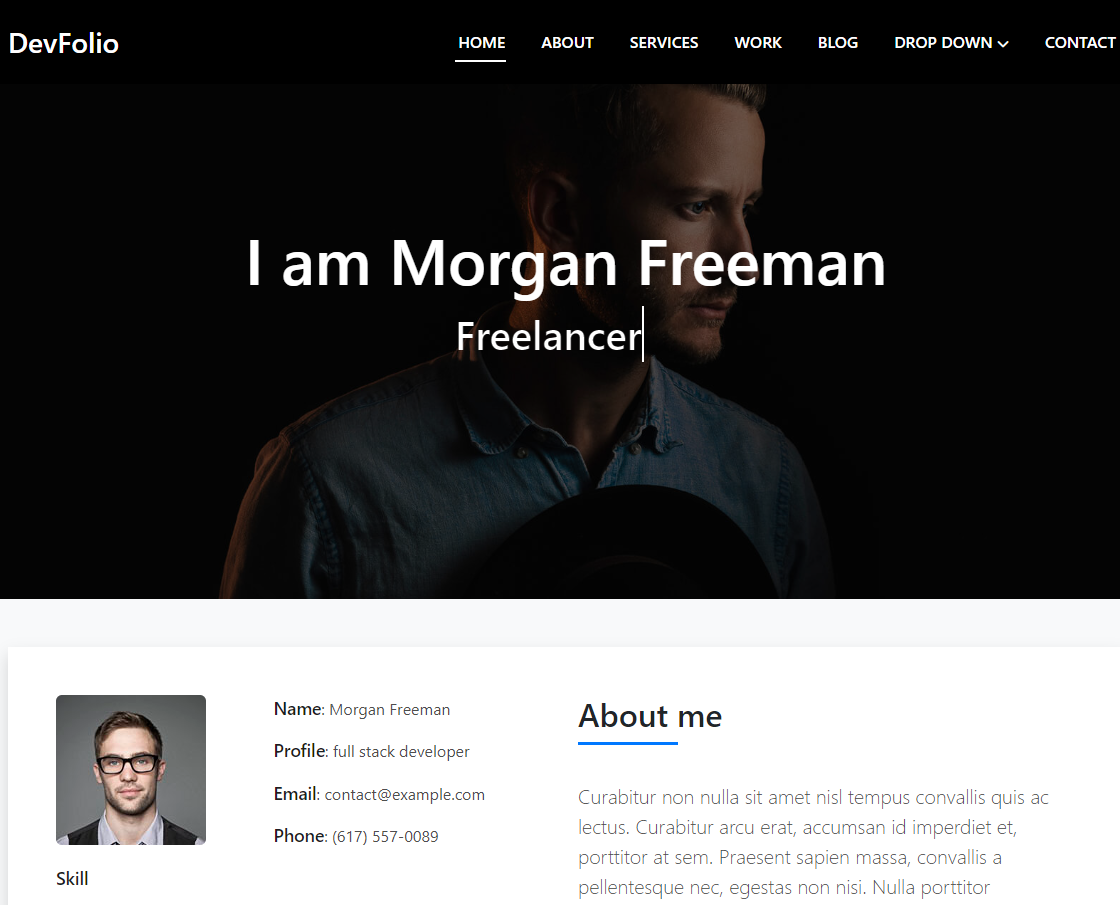 DevFolio
HOME ABOUT SERVICES WORK BLOG DROP DOWN CONTACT
I am Morgan Freeman
Freelancer
Name: Morgan Freeman
Profile: full stack developer
Email: contact@example.com
Phone: (617) 557-0089
Skill
About me
Curabitur non nulla sit amet nisl tempus convallis quis ac
lectus. Curabitur arcu erat, accumsan id imperdiet et,
porttitor at sem. Praesent sapien massa, convallis a
pellentesque nec, egestas non nisi. Nulla porttitor